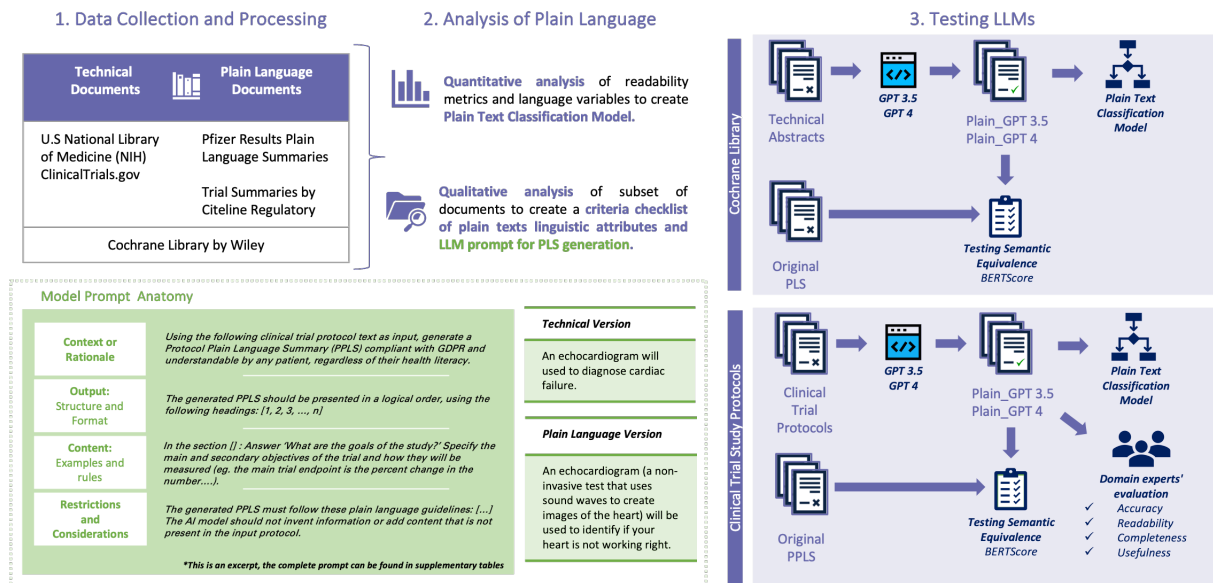 1. Data Collection and Processing
Technical
Documents
Plain Language
Documents
U.S National Library
of Medicine (NIH)
ClinicalTrials.gov
Pfizer Results Plain
Language Summaries
Trial Summaries by
Citeline Regulatory
Cochrane Library by Wiley
2. Analysis of Plain Language
Quantitative analysis of readability
metrics and language variables to create
Plain Text Classification Model.
Qualitative analysis of subset of
documents to create a criteria checklist
of plain texts linguistic attributes and
LLM prompt for PLS generation.
Model Prompt Anatomy
Context or
Rationale
Using the following clinical trial protocol text as input, generate a
Protocol Plain Language Summary (PPLS) compliant with GDPR and
understandable by any patient, regardless of their health literacy.
Output:
Structure and
Format
The generated PPLS should be presented in a logical order, using the
following headings: [1, 2, 3, ..., n]
Content:
Examples and
rules
In the section [] : Answer ‘What are the goals of the study?’ Specify the
main and secondary objectives of the trial and how they will be
measured (eg. the main trial endpoint is the percent change in the
number....).
Restrictions
and
Considerations
The generated PPLS must follow these plain language guidelines: [...]
The AI model should not invent information or add content that is not
present in the input protocol.
*This is an excerpt, the complete prompt can be found in supplementary tables
Technical Version
An echocardiogram will
used to diagnose cardiac
failure.
Plain Language Version
An echocardiogram (a non-
invasive test that uses
sound waves to create
images of the heart) will be
used to identify if your
heart is not working right.
3. Testing LLMs
Cochrane Library
Technical
Abstracts
GPT 3.5
GPT 4
Plain_GPT 3.5
Plain_GPT 4
Plain Text
Classification
Model
Original
PLS
Testing Semantic
Equivalence
BERTScore
Clinical Trial Study Protocols
Clinical
Trial
Protocols
GPT 3.5
GPT 4
Plain_GPT 3.5
Plain_GPT 4
Plain Text
Classification
Model
Original
PPLS
Testing Semantic
Equivalence
BERTScore
Domain experts'
evaluation
✓ Accuracy
✓ Readability
✓ Completeness
✓ Usefulness